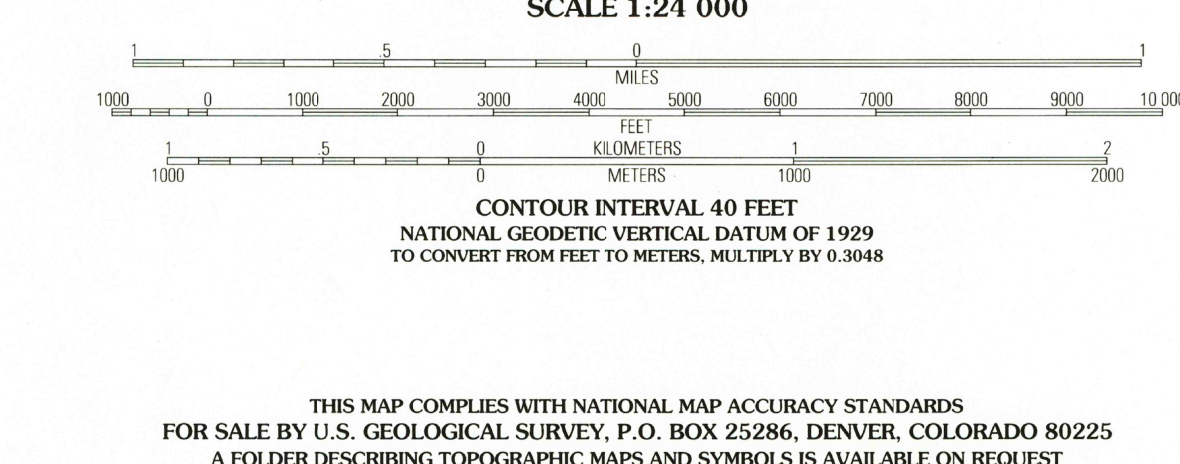 SCALE 1:24 000
1 .5 0 1
MILES
1000 0 1000 2000 3000 4000 5000 6000 7000 8000 9000 10 000
FEET
1 .5 0 KILOMETERS 1 2
1000 0 METERS 1000 2000
CONTOUR INTERVAL 40 FEET
NATIONAL GEODETIC VERTICAL DATUM OF 1929
TO CONVERT FROM FEET TO METERS, MULTIPLY BY 0.3048
THIS MAP COMPLIES WITH NATIONAL MAP ACCURACY STANDARDS
FOR SALE BY U.S. GEOLOGICAL SURVEY, P.O. BOX 25286, DENVER, COLORADO 80225
A FOLDER DESCRIBING TOPOGRAPHIC MAPS AND SYMBOLS IS AVAILABLE ON REQUEST